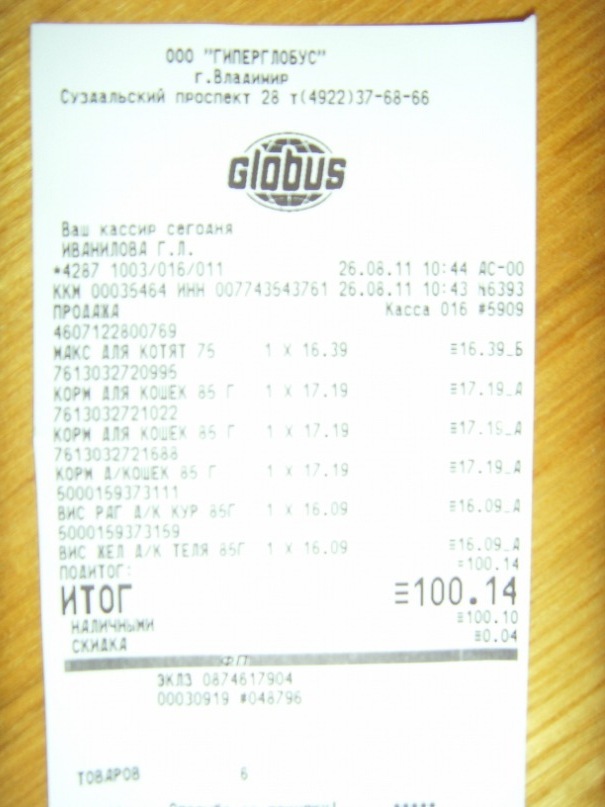 ООО "ГИПЕРГЛОБУС"
г.Владимир
Суздальский проспект 28 т(4922)37-68-66
GLOBUS
Ваш кассир сегодня
ИВАНИЛОВА Г.Л.
*4287 1003/016/011 26.08.11 10:44 АС-00
ККМ 00035464 ИНН 007743543761 26.08.11 10:43 №6393
ПРОДАЖА Касса 016 #5909
4607122800769
МАКС ДЛЯ КОТЯТ 75 1 X 16.39 ≡16.39_Б
7613032720995
КОРМ ДЛЯ КОШЕК 85 Г 1 X 17.19 ≡17.19_А
7613032721022
КОРМ ДЛЯ КОШЕК 85 Г 1 X 17.19 ≡17.19_А
7613032721688
КОРМ Д/КОШЕК 85 Г 1 X 17.19 ≡17.19_А
5000159373111
ВИС РАГ Д/К КУР 85Г 1 X 16.09 ≡16.09_А
5000159373159
ВИС ЖЕЛ Д/К ТЕЛЯ 85Г 1 X 16.09 ≡16.09_А
ПОДИТОГ: ≡100.14
ИТОГ ≡100.14
НАЛИЧНЫМИ ≡100.10
СКИДКА ≡0.04
ЭКЛЗ 0874617904
00030919 #048796
ТОВАРОВ 6